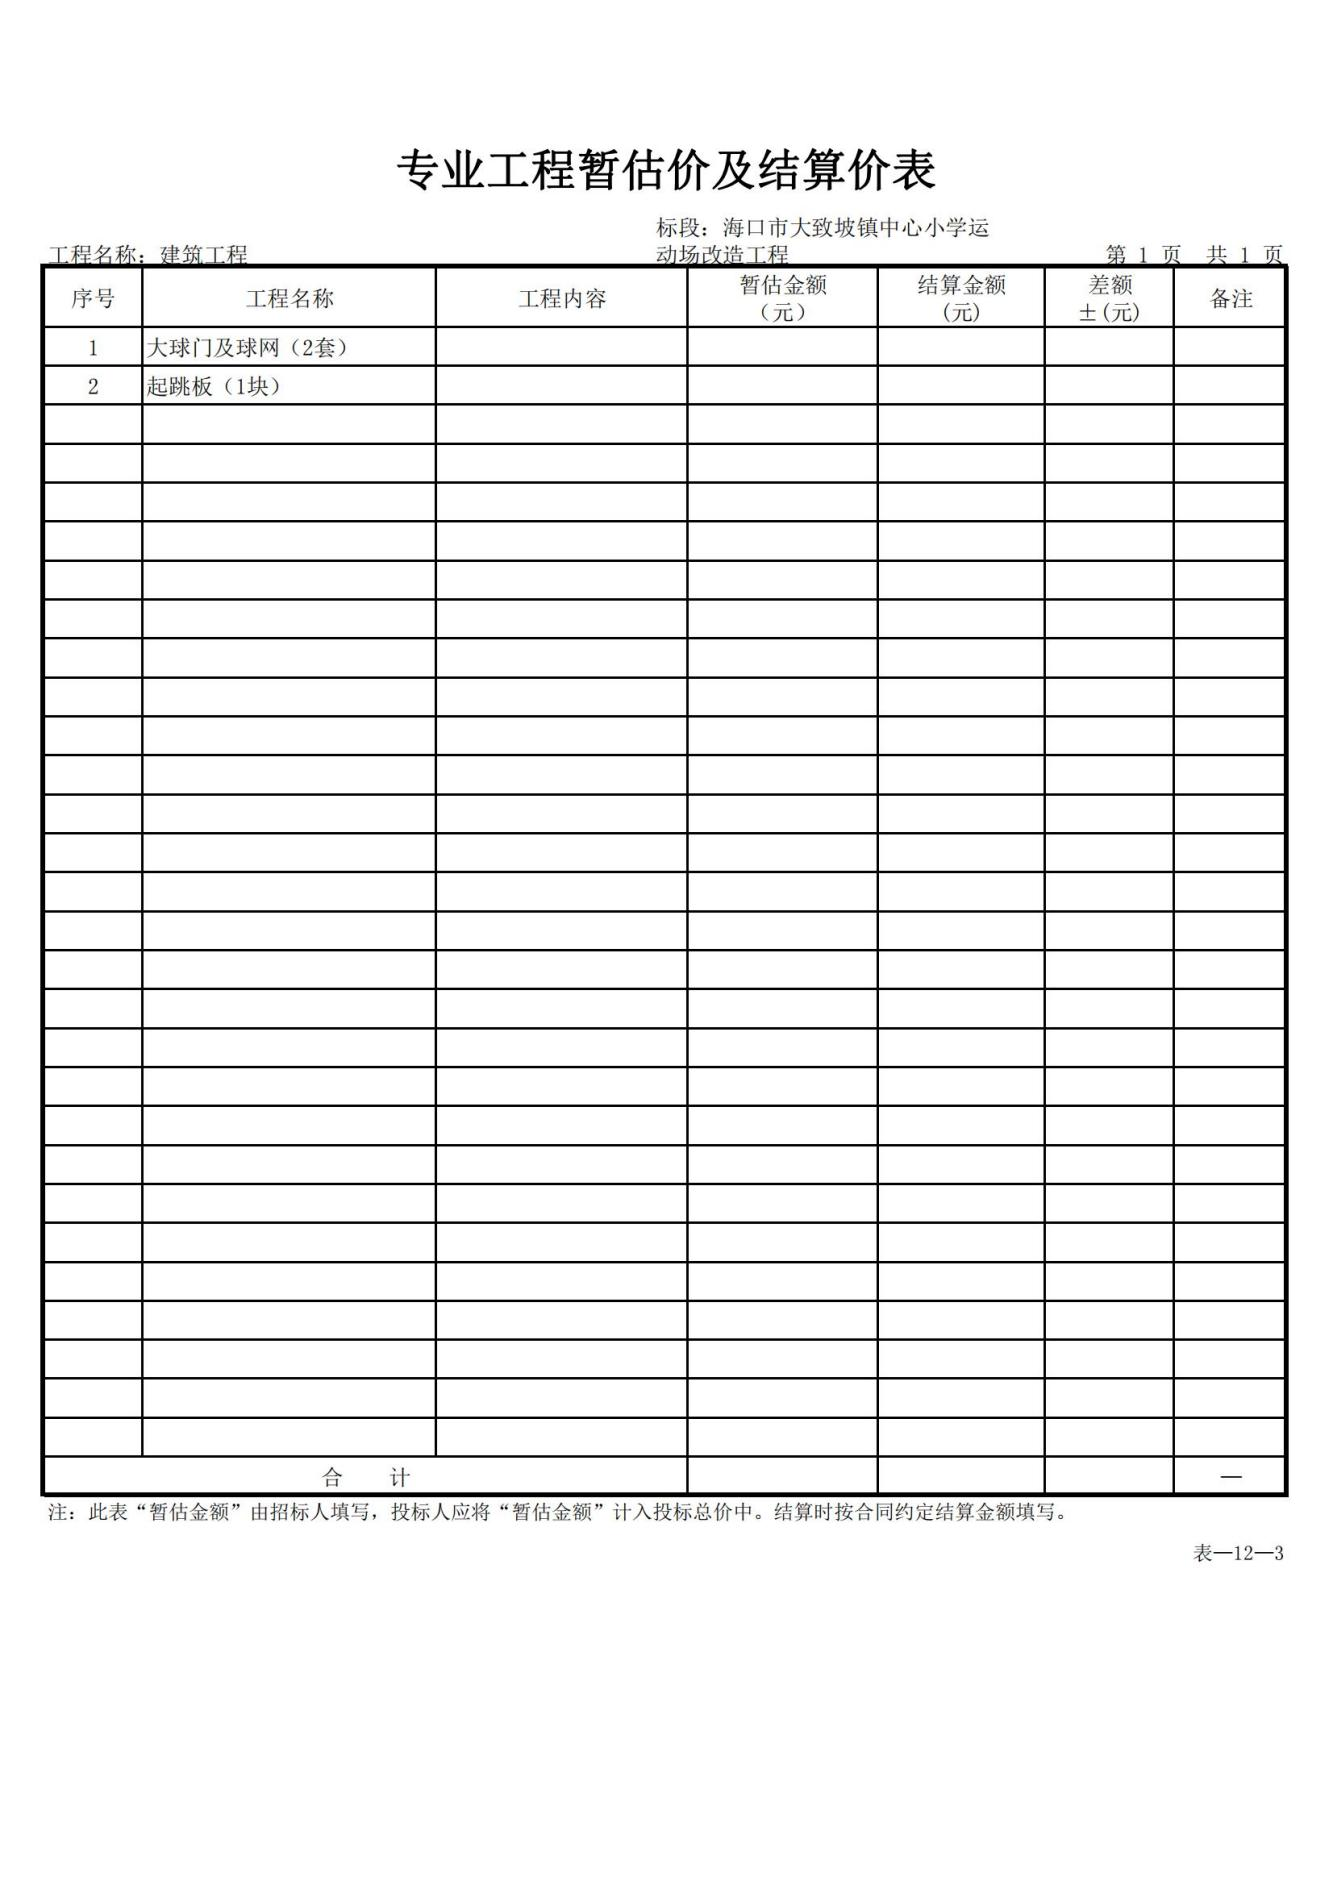 专业工程暂估价及结算价表
标段：海口市大致坡镇中心小学运
工程名称：建筑工程 动场改造工程 第 1 页 共 1 页
序号 工程名称 工程内容 暂估金额（元） 结算金额(元) 差额±(元) 备注
1 大球门及球网（2套）
2 起跳板（1块）
合 计 —
注：此表“暂估金额”由招标人填写，投标人应将“暂估金额”计入投标总价中。结算时按合同约定结算金额填写。
表—12—3